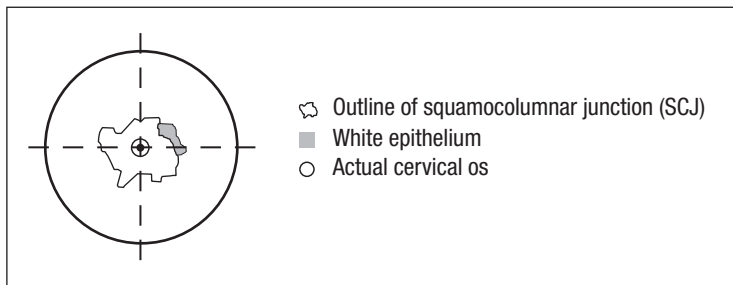 Outline of squamocolumnar junction (SCJ)
White epithelium
Actual cervical os